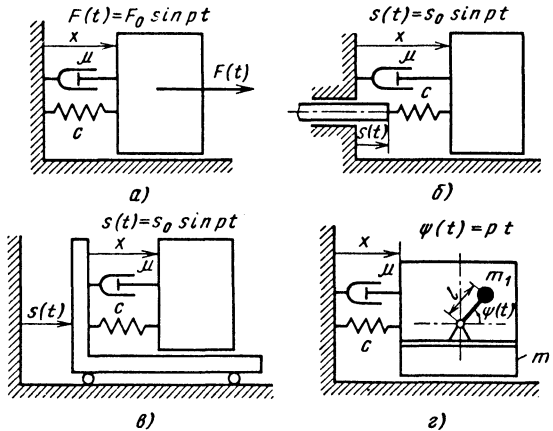 F(t)=F₀ sin pt
x
μ
F(t)
c
а)
s(t)=s₀ sin pt
x
μ
c
s(t)
б)
s(t)=s₀ sin pt
x
μ
s(t)
c
в)
ψ(t)=pt
x
μ
m₁
r
ψ(t)
c
m
г)